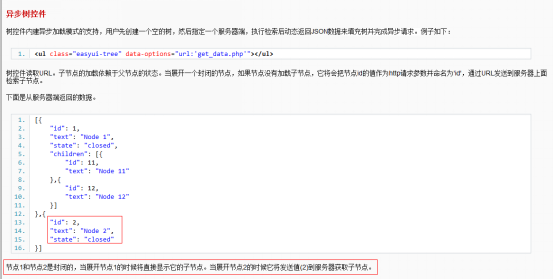 异步树控件
树控件内建异步加载模式的支持，用户先创建一个空的树，然后指定一个服务器端，执行检索后动态返回JSON数据来填充树并完成异步请求。例子如下：
1. <ul class="easyui-tree" data-options="url:'get_data.php'"></ul>
树控件读取URL。子节点的加载依赖于父节点的状态。当展开一个封闭的节点，如果节点没有加载子节点，它将会把节点id的值作为http请求参数并命名为'id'，通过URL发送到服务器上面
检索子节点。
下面是从服务器端返回的数据。
1. [{
2. "id": 1,
3. "text": "Node 1",
4. "state": "closed",
5. "children": [{
6. "id": 11,
7. "text": "Node 11"
8. },{
9. "id": 12,
10. "text": "Node 12"
11. }]
12. },{
13. "id": 2,
14. "text": "Node 2",
15. "state": "closed"
16. }]
节点1和节点2是封闭的，当展开节点1的时候将直接显示它的子节点。当展开节点2的时候它将发送值(2)到服务器获取子节点。